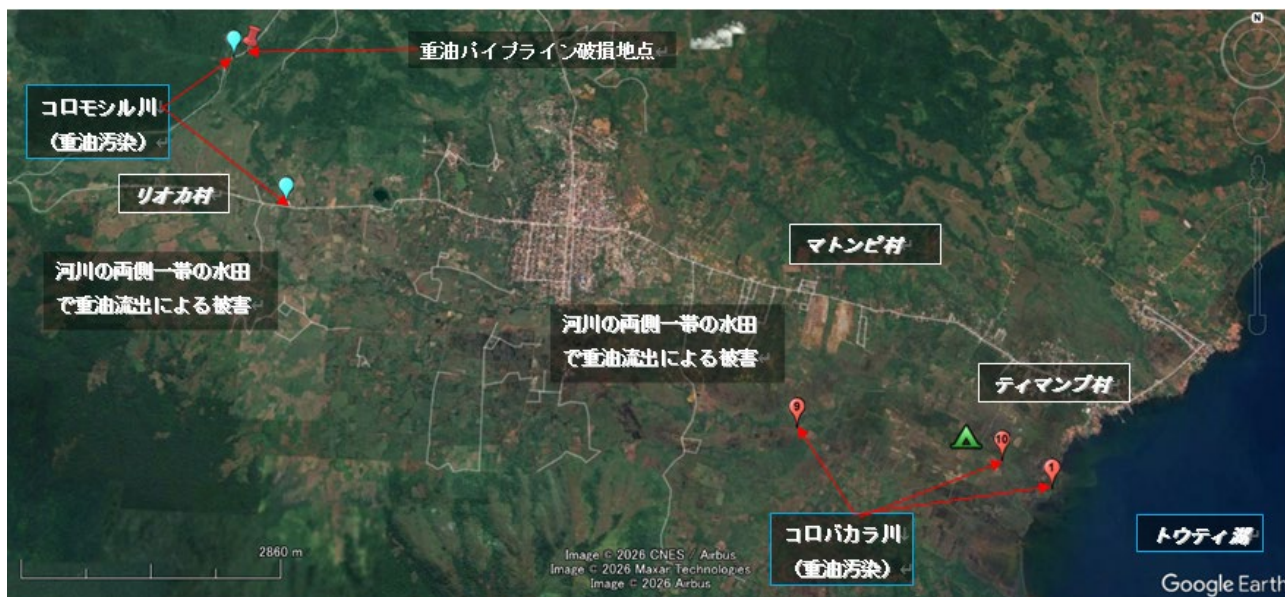 N
重油パイプライン破損地点
コロモシル川
（重油汚染）
リオカ村
マトンピ村
河川の両側一帯の水田
で重油流出による被害
河川の両側一帯の水田
で重油流出による被害
ティマンプ村
9
10
1
コロバカラ川
（重油汚染）
トウティ湖
2860 m
Image © 2026 CNES / Airbus
Image © 2026 Maxar Technologies
Image © 2026 Airbus
Google Earth